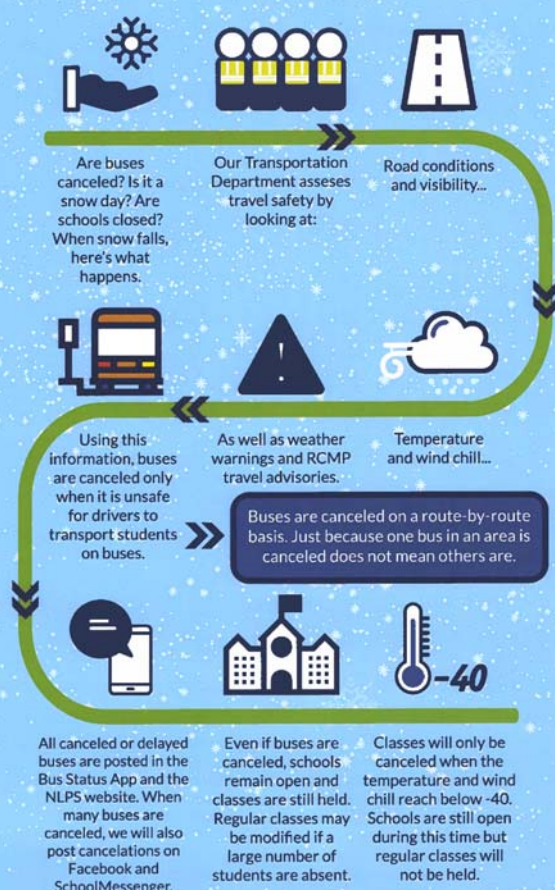 Are buses
canceled? Is it a
snow day? Are
schools closed?
When snow falls,
here's what
happens.
Our Transportation
Department asseses
travel safety by
looking at:
Road conditions
and visibility...
Temperature
and wind chill...
As well as weather
warnings and RCMP
travel advisories.
Using this
information, buses
are canceled only
when it is unsafe
for drivers to
transport students
on buses.
Buses are canceled on a route-by-route
basis. Just because one bus in an area is
canceled does not mean others are.
-40
All canceled or delayed
buses are posted in the
Bus Status App and the
NLPS website. When
many buses are
canceled, we will also
post cancelations on
Facebook and
SchoolMessenger.
Even if buses are
canceled, schools
remain open and
classes are still held.
Regular classes may
be modified if a
large number of
students are absent.
Classes will only be
canceled when the
temperature and wind
chill reach below -40.
Schools are still open
during this time but
regular classes will
not be held.